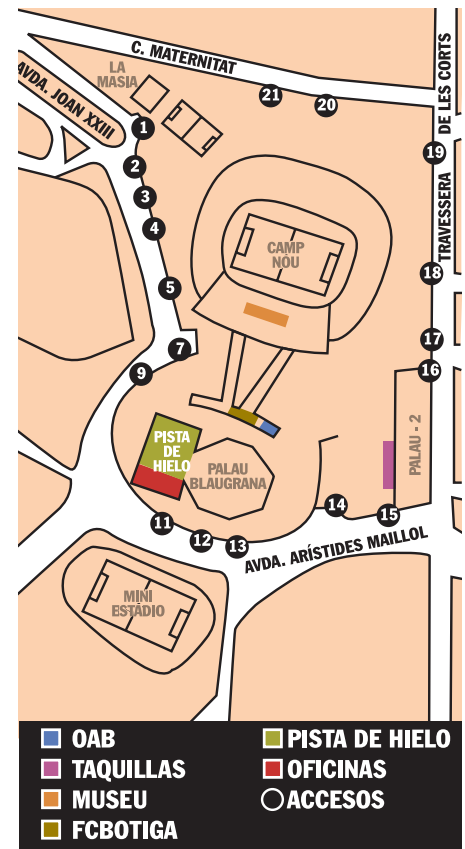 C. MATERNITAT
LA
MASIA
AVDA. JOAN XXIII
21
20
DE LES CORTS
TRAVESSERA
1
2
3
4
5
7
9
19
18
17
16
CAMP
NÓU
PISTA
DE
HIELO
PALAU
BLAUGRANA
PALAU - 2
11
12
13
14
15
AVDA. ARÍSTIDES MAILLOL
MINI
ESTÁDIO
OAB
TAQUILLAS
MUSEU
FCBOTIGA
PISTA DE HIELO
OFICINAS
ACCESOS